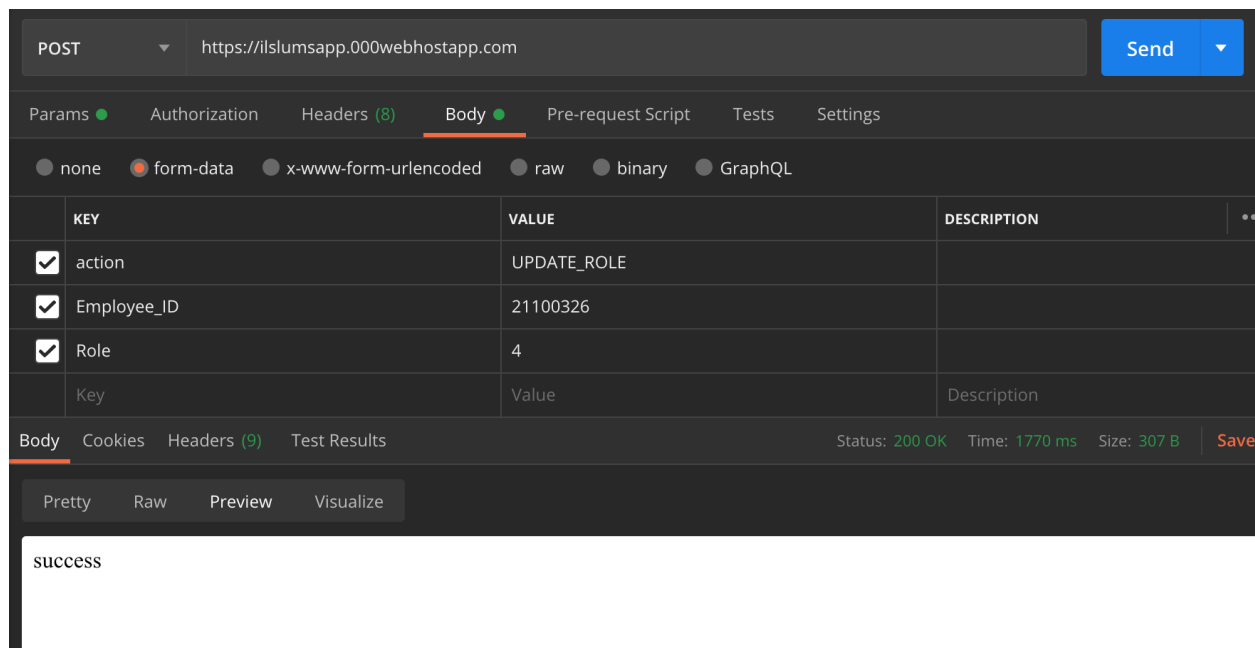 POST https://ilslumsapp.000webhostapp.com Send
Params Authorization Headers (8) Body Pre-request Script Tests Settings
none form-data x-www-form-urlencoded raw binary GraphQL
KEY VALUE DESCRIPTION
action UPDATE_ROLE
Employee_ID 21100326
Role 4
Key Value Description
Body Cookies Headers (9) Test Results Status: 200 OK Time: 1770 ms Size: 307 B Save
Pretty Raw Preview Visualize
success